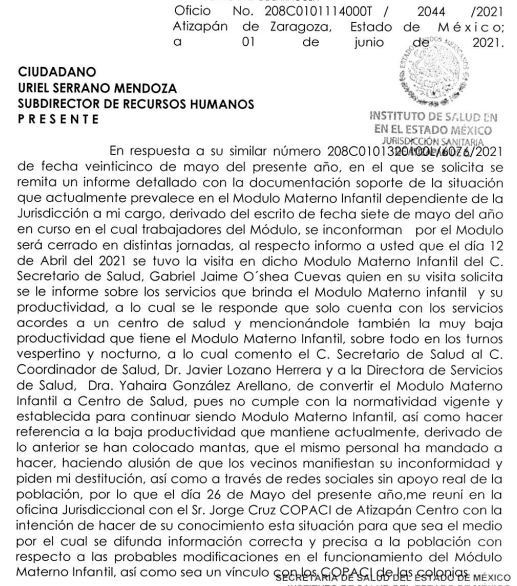 Oficio No. 208C0101114000T / 2044 /2021
Atizapán de Zaragoza, Estado de México;
a 01 de junio de 2021.
CIUDADANO
URIEL SERRANO MENDOZA
SUBDIRECTOR DE RECURSOS HUMANOS
P R E S E N T E
INSTITUTO DE SALUD EN
EN EL ESTADO MÉXICO
JURISDICCIÓN SANITARIA
En respuesta a su similar número /6076/2021
de fecha veinticinco de mayo del presente año, en el que se solicita se
remita un informe detallado con la documentación soporte de la situación
que actualmente prevalece en el Modulo Materno Infantil dependiente de la
Jurisdicción a mi cargo, derivado del escrito de fecha siete de mayo del año
en curso en el cual trabajadores del Módulo, se inconforman por el Modulo
será cerrado en distintas jornadas, al respecto informo a usted que el día 12
de Abril del 2021 se tuvo la visita en dicho Modulo Materno Infantil del C.
Secretario de Salud, Gabriel Jaime O´shea Cuevas quien en su visita solicita
se le informe sobre los servicios que brinda el Modulo Materno infantil y su
productividad, a lo cual se le responde que solo cuenta con los servicios
acordes a un centro de salud y mencionándole también la muy baja
productividad que tiene el Modulo Materno Infantil, sobre todo en los turnos
vespertino y nocturno, a lo cual comento el C. Secretario de Salud al C.
Coordinador de Salud, Dr. Javier Lozano Herrera y a la Directora de Servicios
de Salud, Dra. Yahaira González Arellano, de convertir el Modulo Materno
Infantil a Centro de Salud, pues no cumple con la normatividad vigente y
establecida para continuar siendo Modulo Materno Infantil, así como hacer
referencia a la baja productividad que mantiene actualmente, derivado de
lo anterior se han colocado mantas, que el mismo personal ha mandado a
hacer, haciendo alusión de que los vecinos manifiestan su inconformidad y
piden mi destitución, así como a través de redes sociales sin apoyo real de la
población, por lo que el día 26 de Mayo del presente año,me reuní en la
oficina Jurisdiccional con el Sr. Jorge Cruz COPACI de Atizapán Centro con la
intención de hacer de su conocimiento esta situación para que sea el medio
por el cual se difunda información correcta y precisa a la población con
respecto a las probables modificaciones en el funcionamiento del Módulo
Materno Infantil, así como sea un vínculo con los COPACI de las colonias
SECRETARÍA DE SALUD DEL ESTADO DE MÉXICO